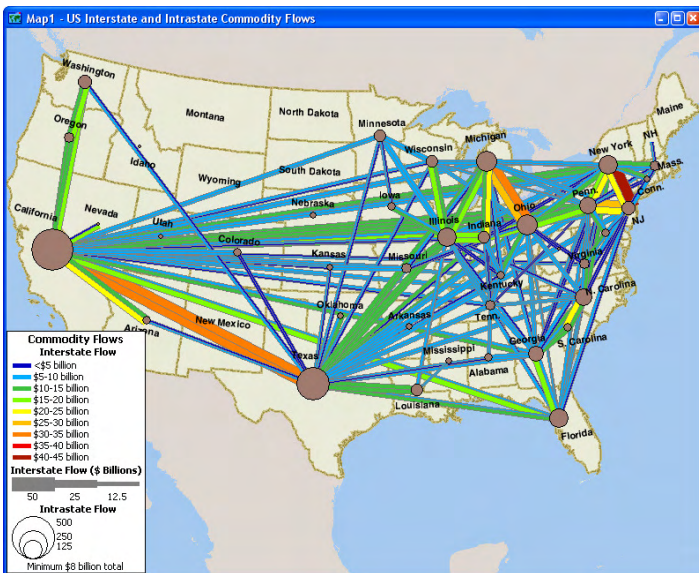 Map1 - US Interstate and Intrastate Commodity Flows
Washington
Oregon
Idaho
Montana
North Dakota
Minnesota
Wisconsin
Michigan
New York
NH
Maine
Mass.
Conn.
Wyoming
South Dakota
California
Nevada
Utah
Nebraska
Iowa
Illinois
Indiana
Ohio
Penn.
NJ
Colorado
Kansas
Missouri
Kentucky
Virginia
N. Carolina
Arizona
New Mexico
Oklahoma
Arkansas
Tenn.
Texas
Mississippi
Alabama
Georgia
S. Carolina
Louisiana
Florida
Commodity Flows
Interstate Flow
<$5 billion
$5-10 billion
$10-15 billion
$15-20 billion
$20-25 billion
$25-30 billion
$30-35 billion
$35-40 billion
$40-45 billion
Interstate Flow ($ Billions)
50 25 12.5
Intrastate Flow
500
250
125
Minimum $8 billion total